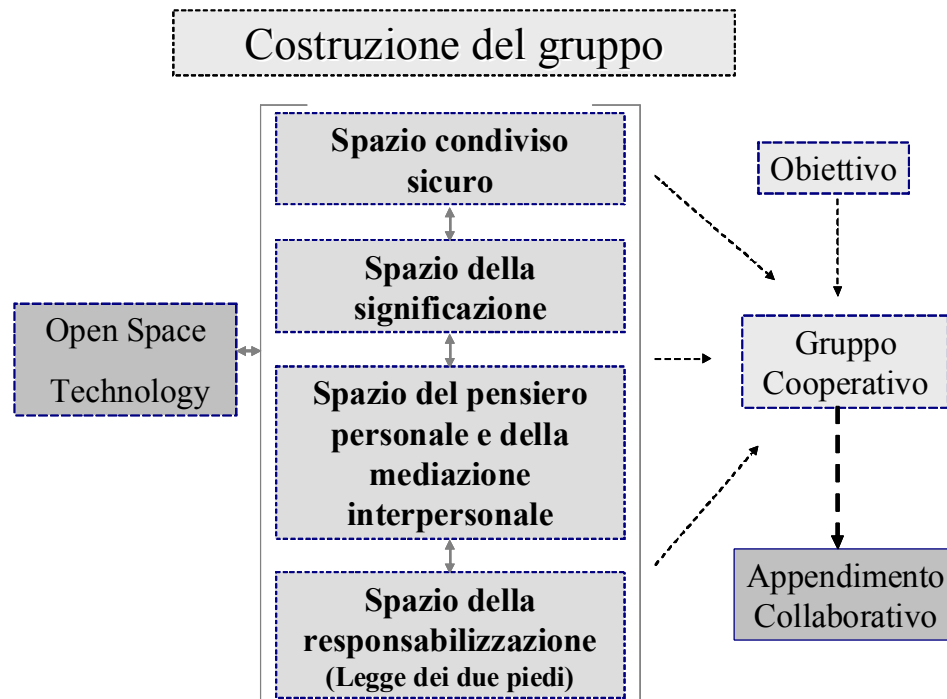 Costruzione del gruppo
Spazio condiviso
sicuro
Spazio della
significazione
Spazio del pensiero
personale e della
mediazione
interpersonale
Spazio della
responsabilizzazione
(Legge dei due piedi)
Open Space
Technology
Obiettivo
Gruppo
Cooperativo
Appendimento
Collaborativo